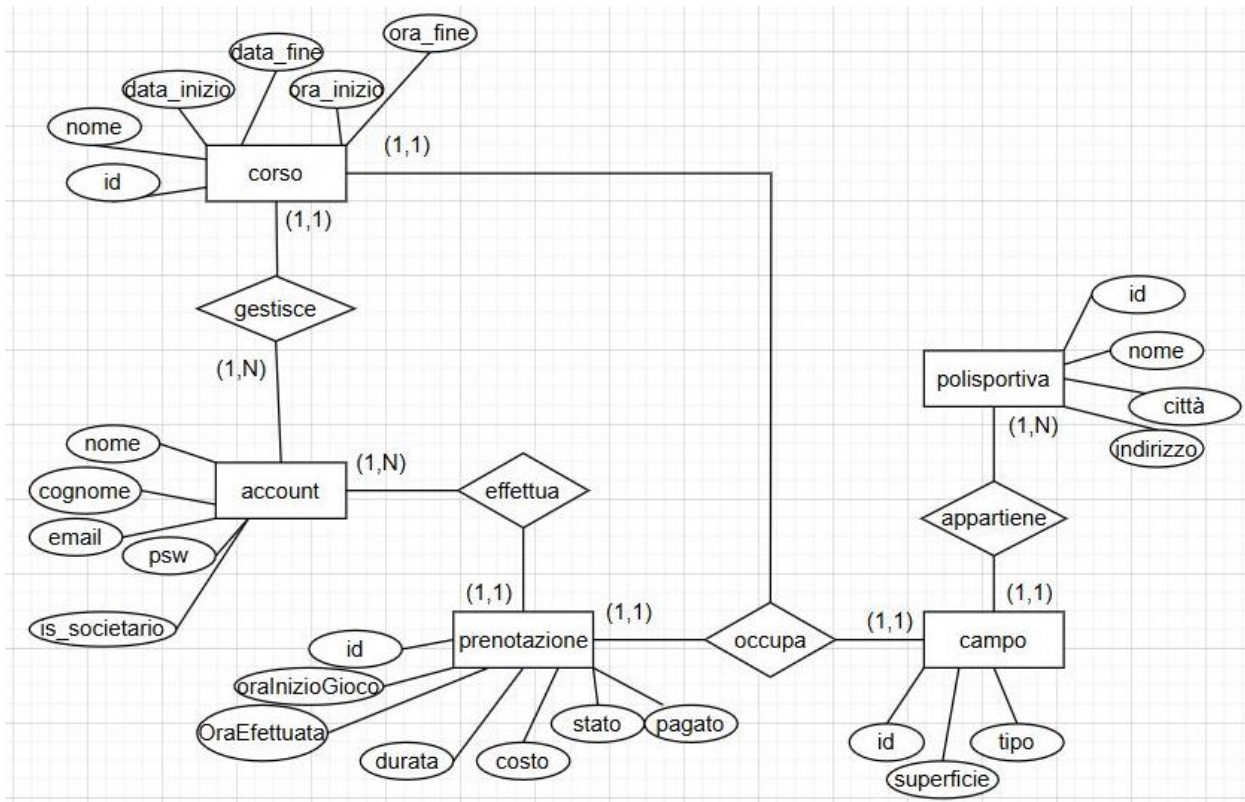 ora_fine
data_fine
data_inizio
ora_inizio
nome
(1,1)
corso
id
(1,1)
gestisce
id
(1,N)
nome
polisportiva
città
(1,N)
indirizzo
nome
(1,N)
cognome
account
effettua
email
psw
appartiene
(1,1)
(1,1)
is_societario
(1,1)
(1,1)
prenotazione
occupa
campo
id
oraInizioGioco
OraEfettuata
stato
pagato
durata
costo
id
tipo
superficie